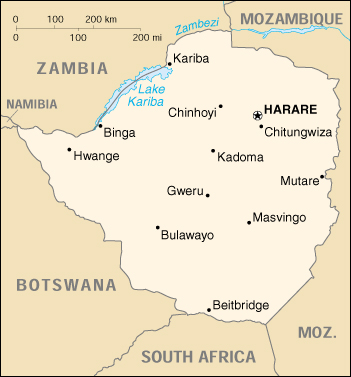 0 100 200 km
0 100 200 mi
Zambezi
MOZAMBIQUE
ZAMBIA
Kariba
Lake
Kariba
NAMIBIA
Chinhoyi
HARARE
Binga
Chitungwiza
Hwange
Kadoma
Mutare
Gweru
Masvingo
Bulawayo
BOTSWANA
Beitbridge
MOZ.
SOUTH AFRICA